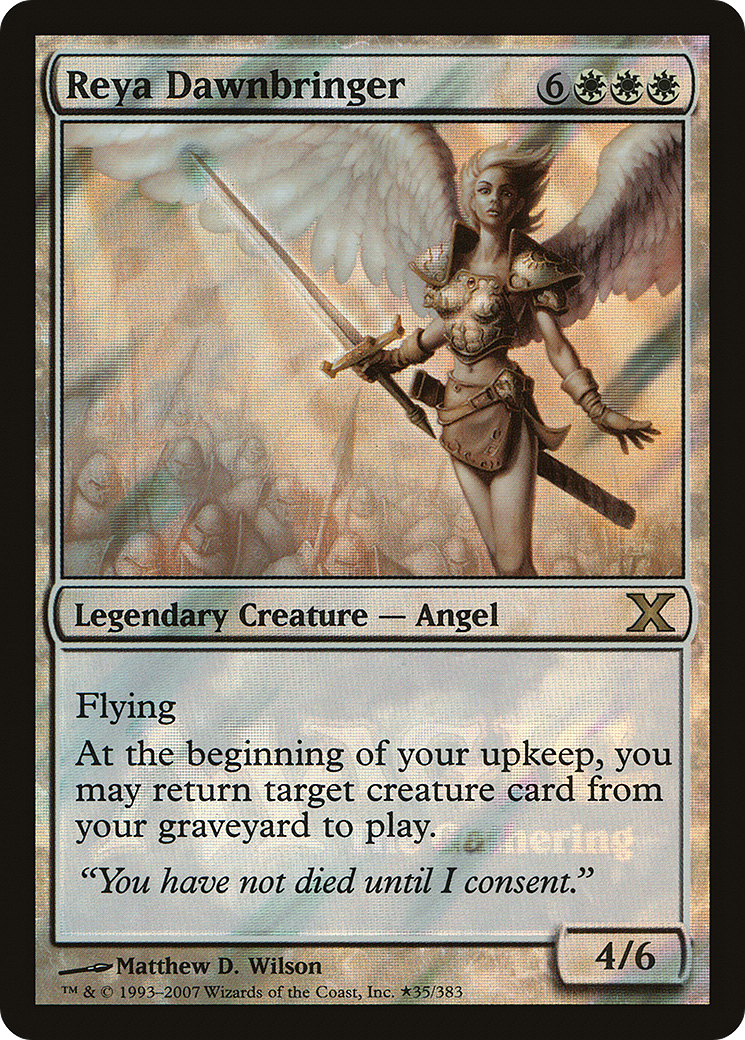 Reya Dawnbringer 6
Legendary Creature — Angel X
Flying
At the beginning of your upkeep, you
may return target creature card from
your graveyard to play.
“You have not died until I consent.”
4/6
Matthew D. Wilson
™ & © 1993–2007 Wizards of the Coast, Inc. ★35/383